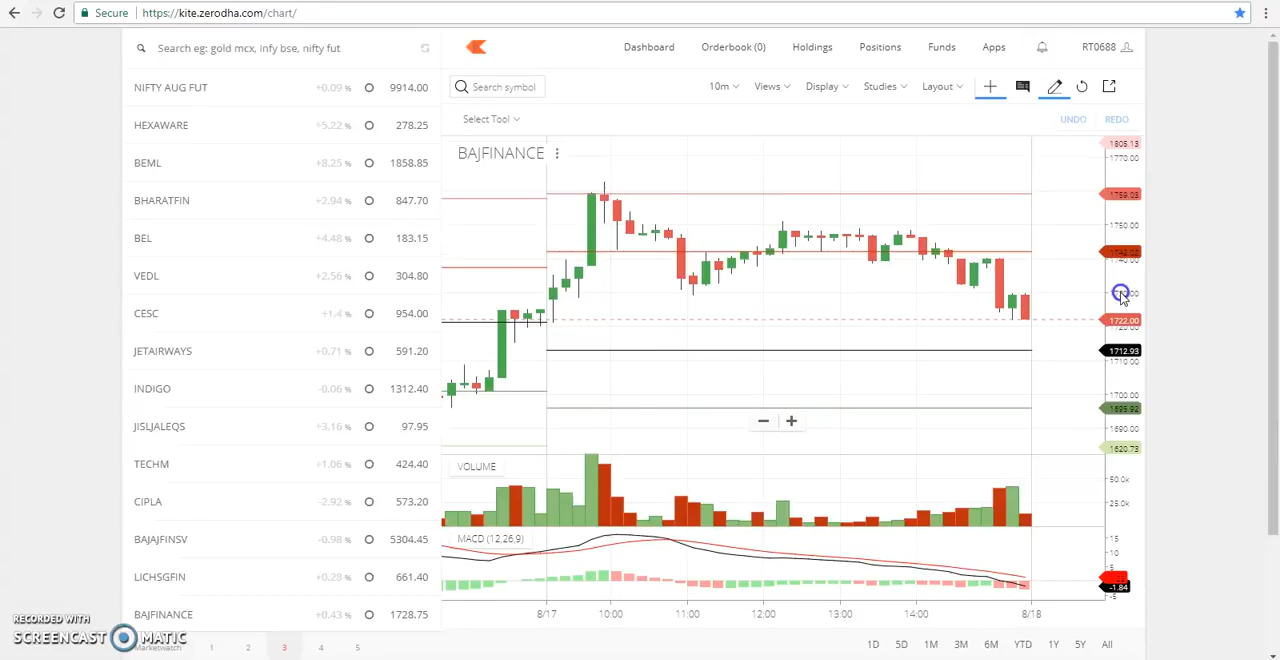 Secure https://kite.zerodha.com/chart/
Search eg: gold mcx, infy bse, nifty fut
Dashboard Orderbook (0) Holdings Positions Funds Apps RT0688
NIFTY AUG FUT +0.09 % 9914.00
HEXAWARE +5.22 % 278.25
BEML +8.25 % 1858.85
BHARATFIN +2.94 % 847.70
BEL +4.48 % 183.15
VEDL +2.56 % 304.80
CESC +1.4 % 954.00
JETAIRWAYS +0.71 % 591.20
INDIGO -0.06 % 1312.40
JISLJALEQS +3.16 % 97.95
TECHM +1.06 % 424.40
CIPLA -2.92 % 573.20
BAJAJFINSV -0.98 % 5304.45
LICHSGFIN +0.28 % 661.40
BAJFINANCE +0.43 % 1728.75
Marketwatch 1 2 3 4 5
Search symbol 10m Views Display Studies Layout
Select Tool UNDO REDO
BAJFINANCE
1805.13
1770.00
1759.03
1750.00
1740.00
1722.00
1712.93
1710.00
1700.00
1695.92
1690.00
1620.73
VOLUME
50.0k
25.0k
MACD (12,26,9)
15
10
5
-1.84
-5
8/17 10:00 11:00 12:00 13:00 14:00 8/18
1D 5D 1M 3M 6M YTD 1Y 5Y All
RECORDED WITH
SCREENCAST MATIC